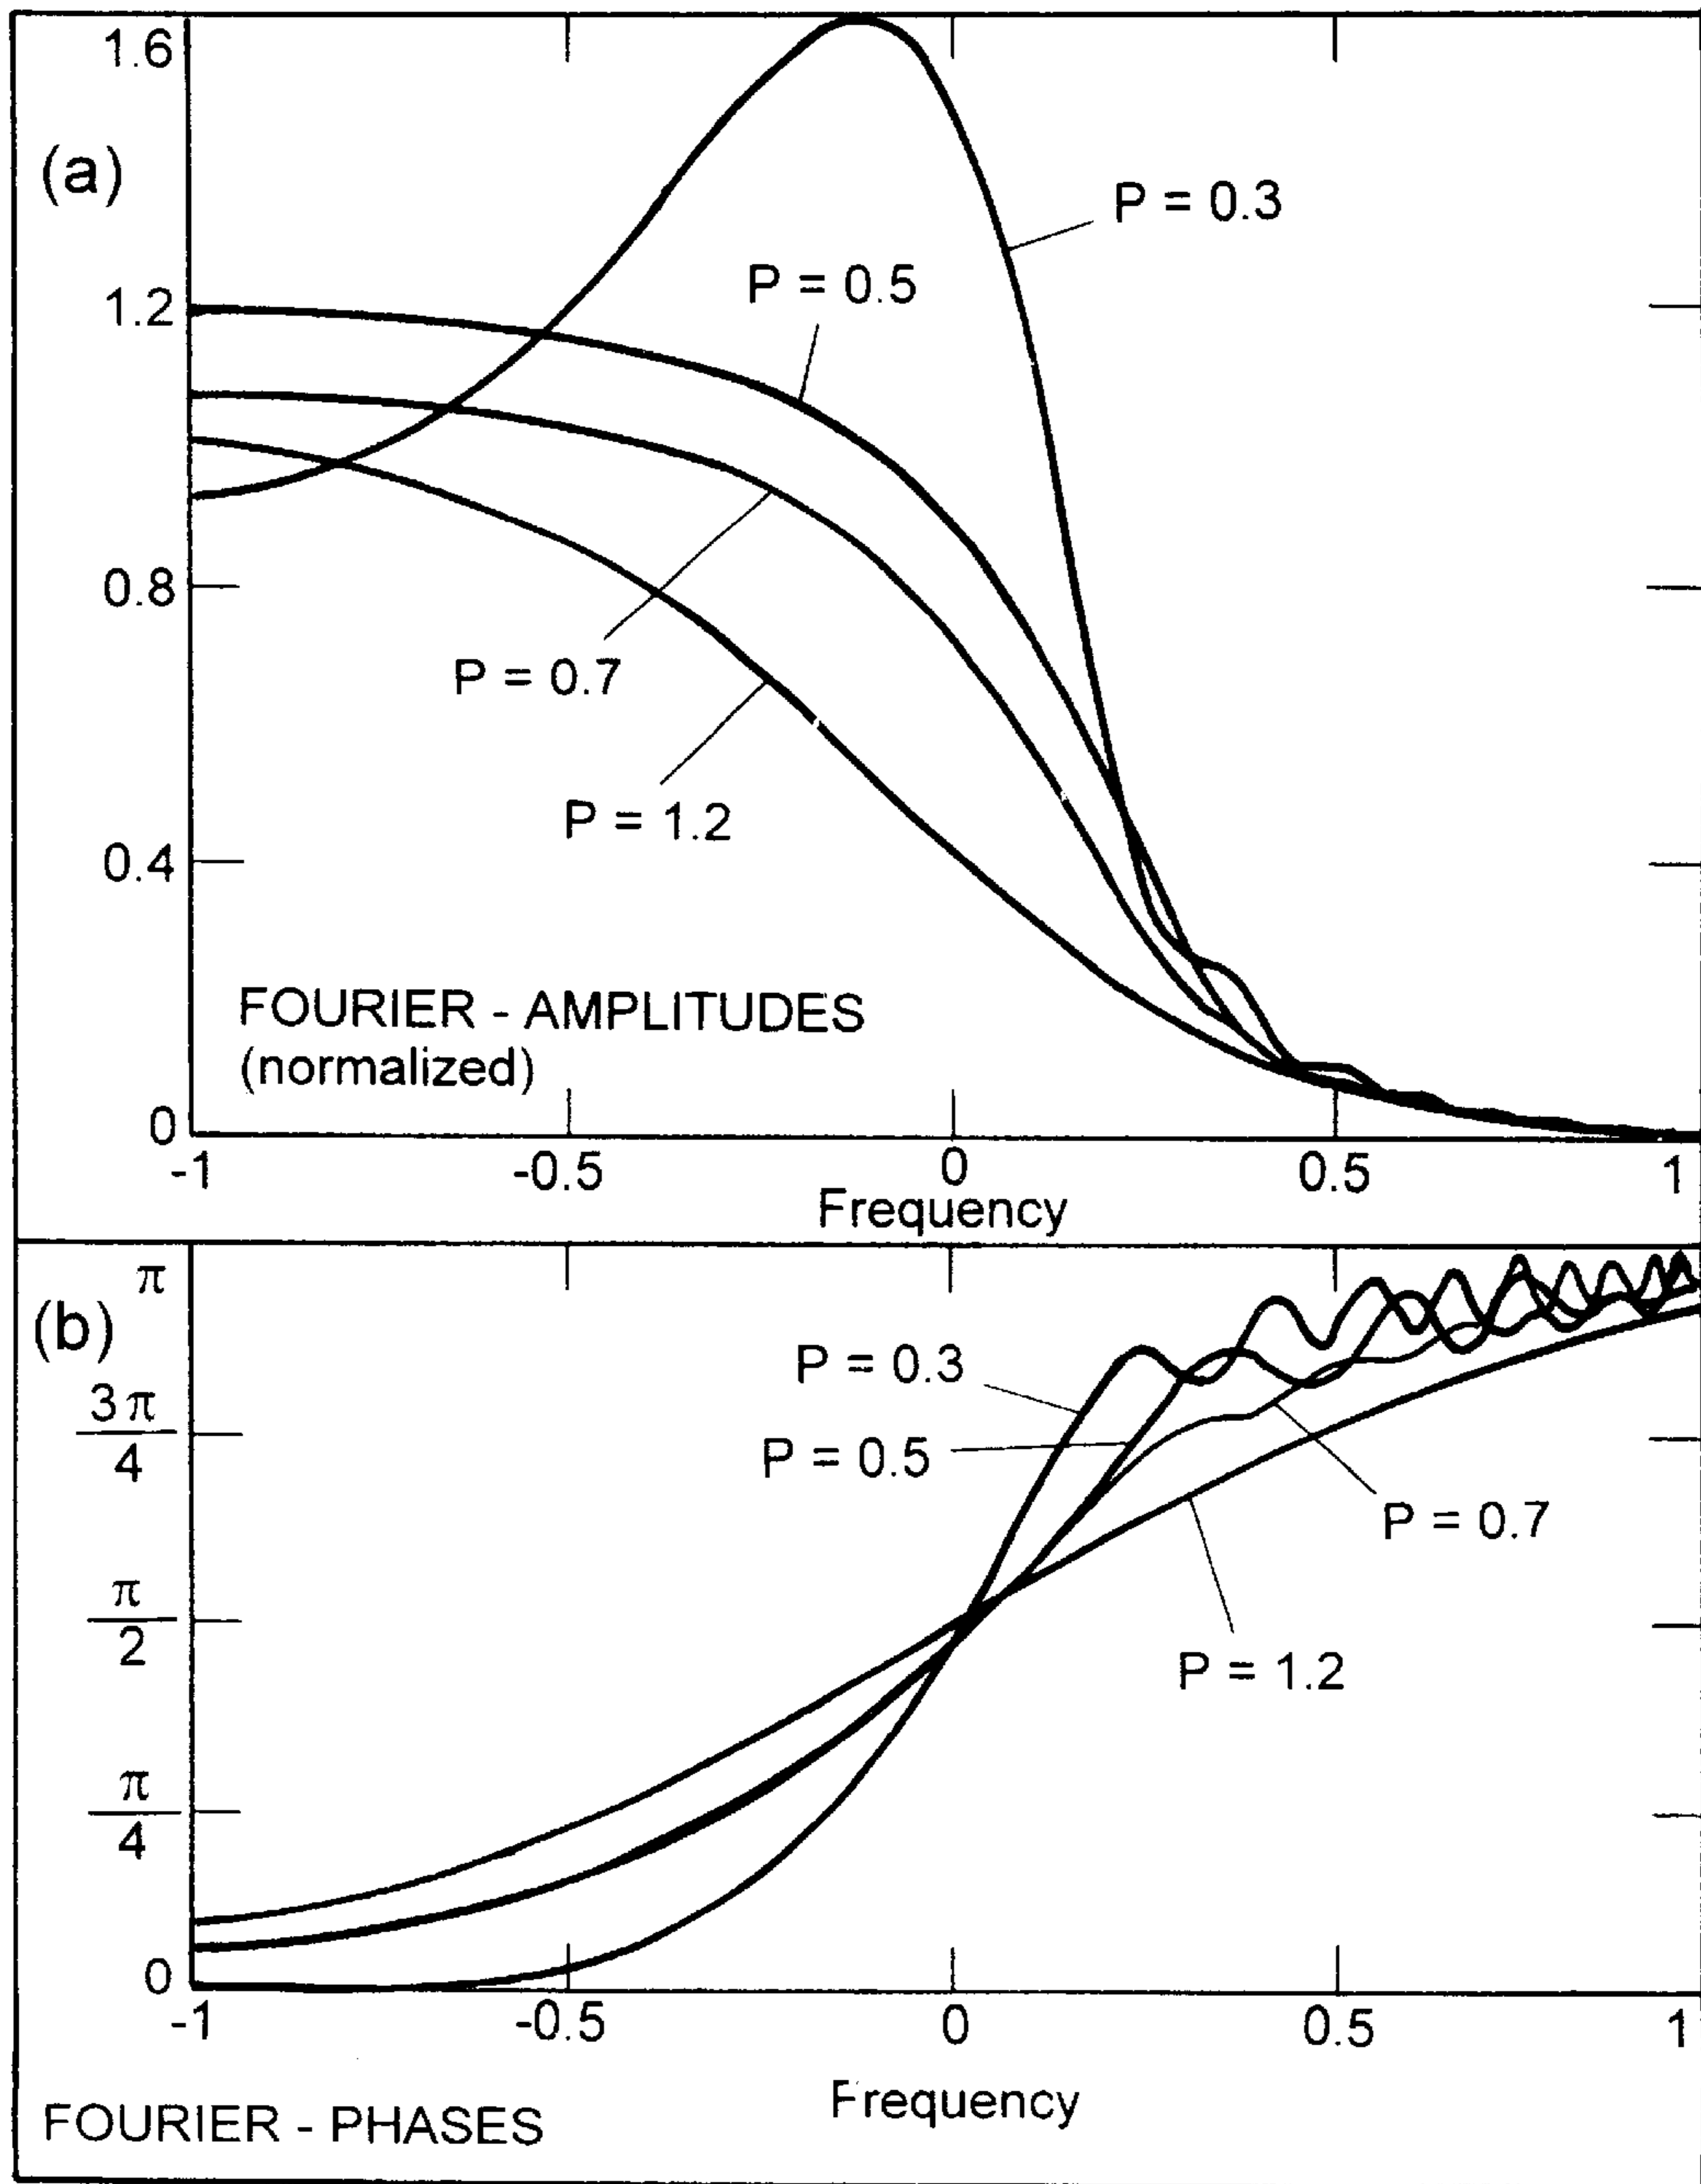 1.6
(a)
P = 0.3
P = 0.5
1.2
0.8
P = 0.7
P = 1.2
0.4
FOURIER - AMPLITUDES
(normalized)
0
-1
-0.5
0
0.5
1
Frequency
π
(b)
P = 0.3
3π
4
P = 0.5
P = 0.7
π
2
P = 1.2
π
4
0
-1
-0.5
0
0.5
1
Frequency
FOURIER - PHASES